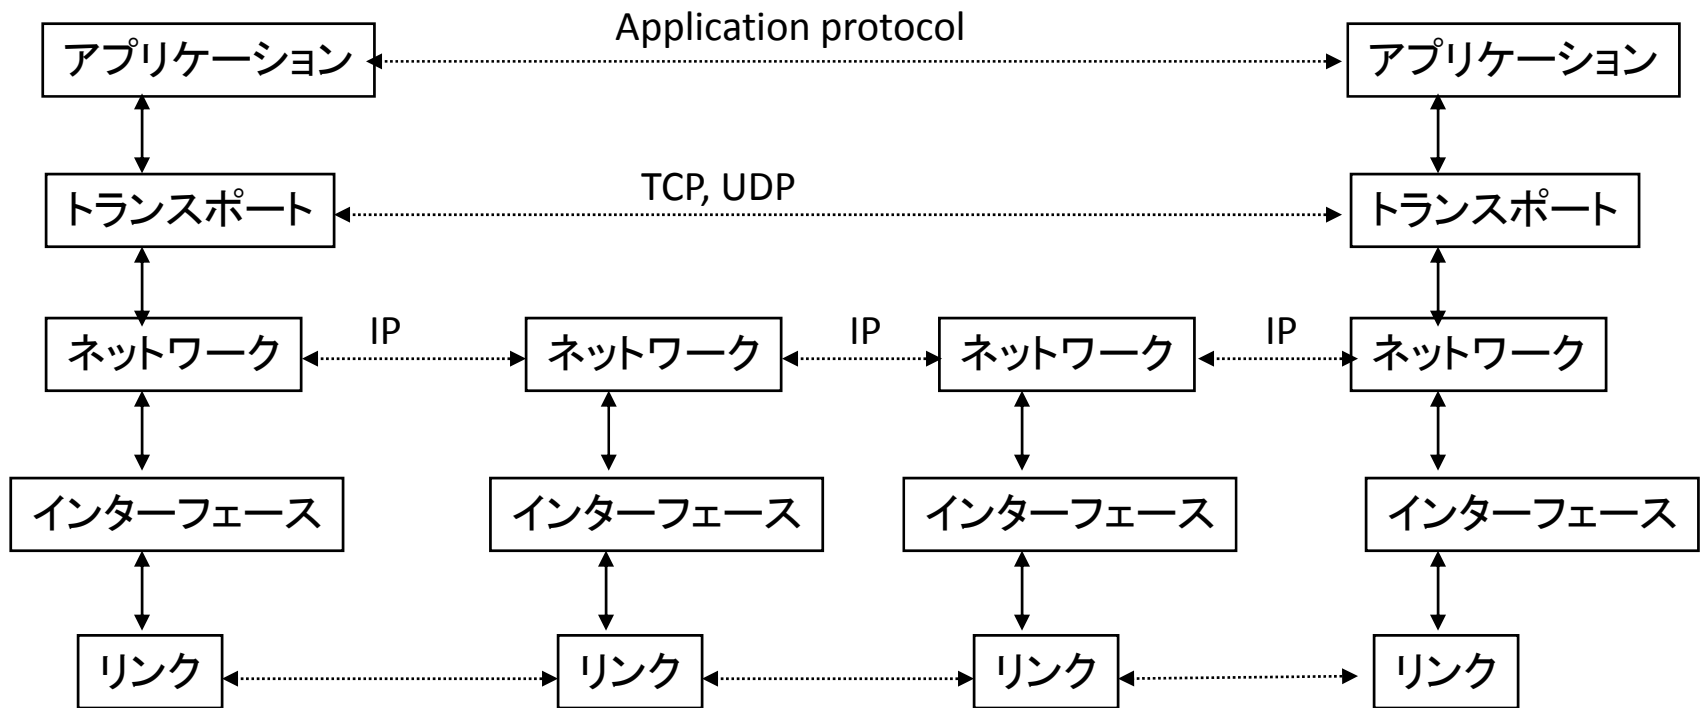 Application protocol
アプリケーション
アプリケーション
TCP, UDP
トランスポート
トランスポート
IP
IP
IP
ネットワーク
ネットワーク
ネットワーク
ネットワーク
インターフェース
インターフェース
インターフェース
インターフェース
リンク
リンク
リンク
リンク